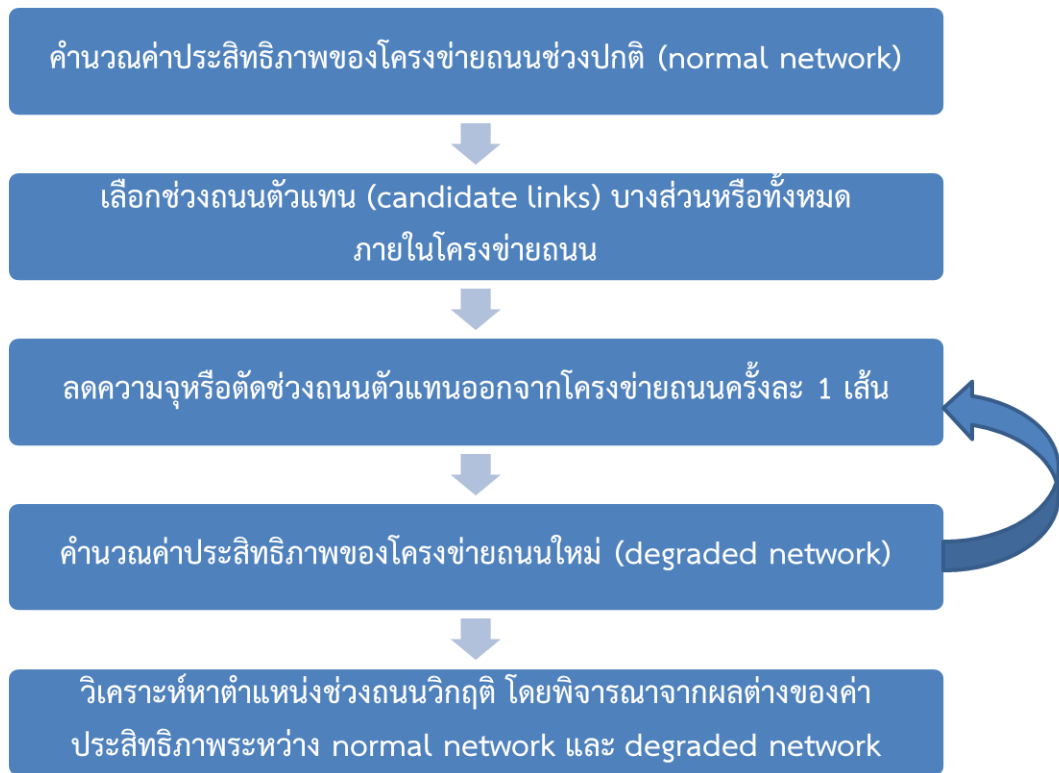 คำนวณค่าประสิทธิภาพของโครงข่ายถนนช่วงปกติ (normal network)
เลือกช่วงถนนตัวแทน (candidate links) บางส่วนหรือทั้งหมด
ภายในโครงข่ายถนน
ลดความจุหรือตัดช่วงถนนตัวแทนออกจากโครงข่ายถนนครั้งละ 1 เส้น
คำนวณค่าประสิทธิภาพของโครงข่ายถนนใหม่ (degraded network)
วิเคราะห์หาตำแหน่งช่วงถนนวิกฤติ โดยพิจารณาจากผลต่างของค่า
ประสิทธิภาพระหว่าง normal network และ degraded network